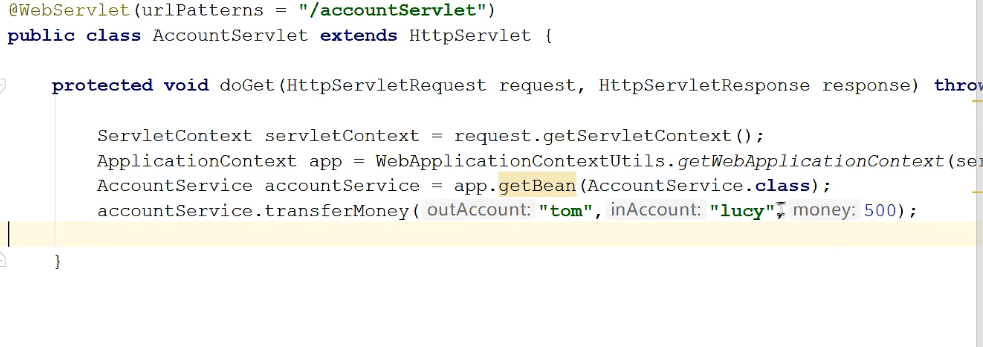 @WebServlet(urlPatterns = "/accountServlet")
public class AccountServlet extends HttpServlet {
protected void doGet(HttpServletRequest request, HttpServletResponse response) throw
ServletContext servletContext = request.getServletContext();
ApplicationContext app = WebApplicationContextUtils.getWebApplicationContext(ser
AccountService accountService = app.getBean(AccountService.class);
accountService.transferMoney( outAccount: "tom", inAccount: "lucy", money: 500);
}